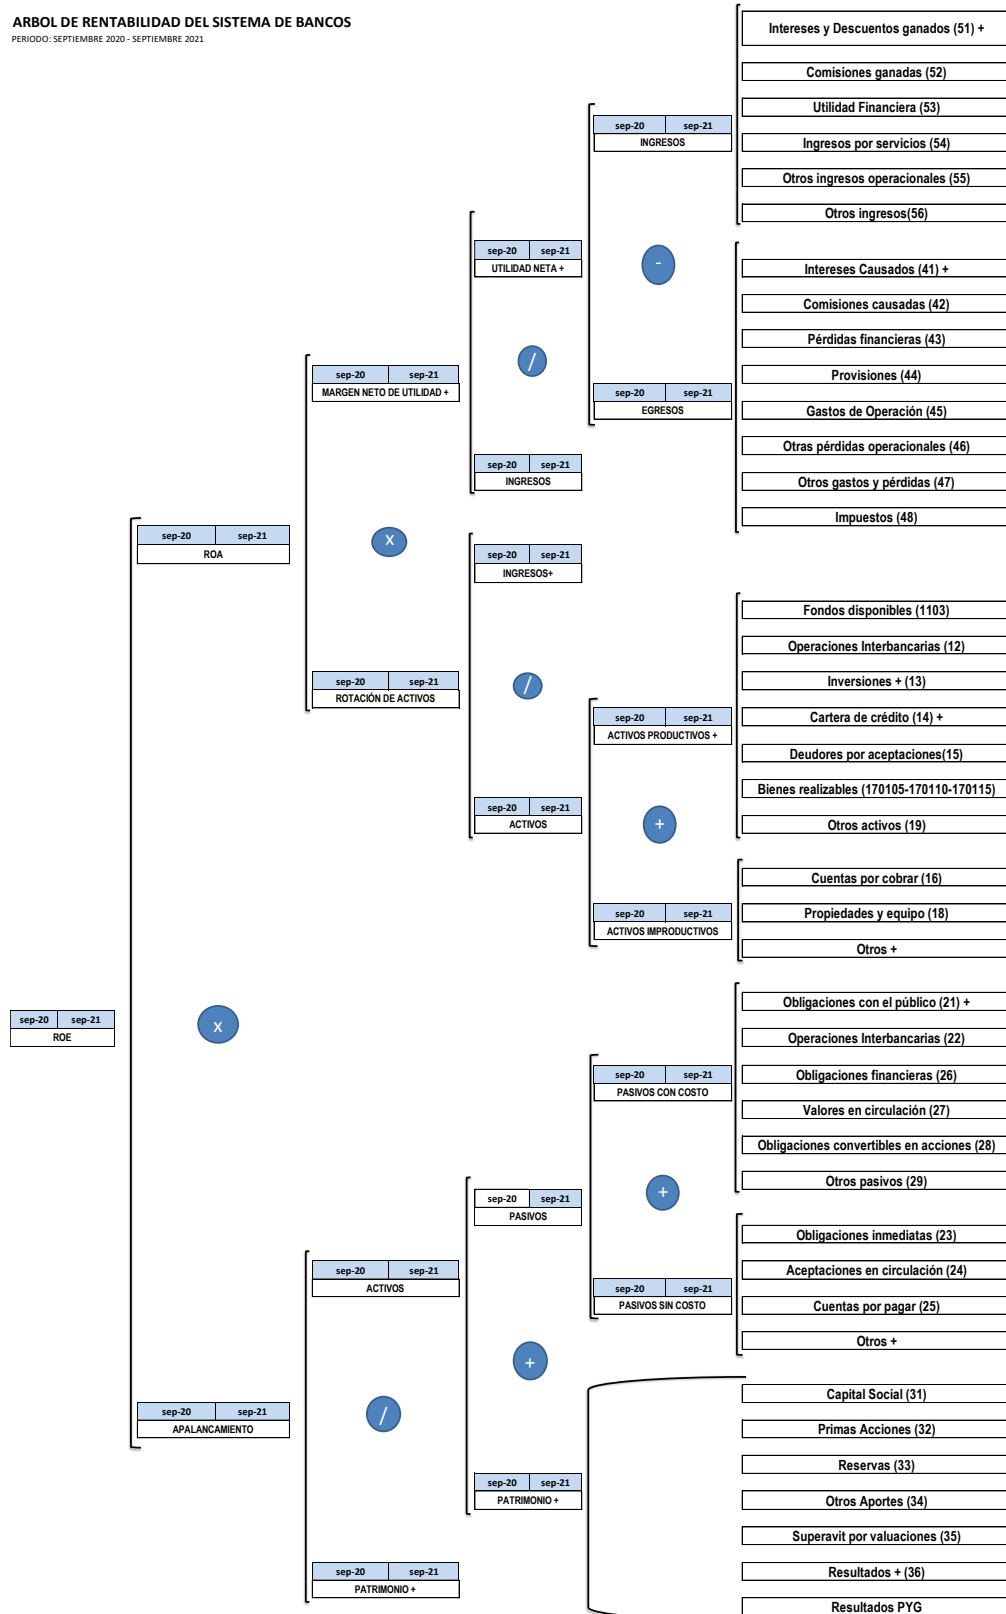 ARBOL DE RENTABILIDAD DEL SISTEMA DE BANCOS
PERIODO: SEPTIEMBRE 2020 - SEPTIEMBRE 2021
Intereses y Descuentos ganados (51) +
Comisiones ganadas (52)
Utilidad Financiera (53)
sep-20 sep-21
INGRESOS
Ingresos por servicios (54)
Otros ingresos operacionales (55)
Otros ingresos(56)
sep-20 sep-21
UTILIDAD NETA +
-
Intereses Causados (41) +
Comisiones causadas (42)
Pérdidas financieras (43)
/
sep-20 sep-21
MARGEN NETO DE UTILIDAD +
Provisiones (44)
sep-20 sep-21
EGRESOS
Gastos de Operación (45)
Otras pérdidas operacionales (46)
sep-20 sep-21
INGRESOS
Otros gastos y pérdidas (47)
Impuestos (48)
sep-20 sep-21
ROA
x
sep-20 sep-21
INGRESOS+
Fondos disponibles (1103)
Operaciones Interbancarias (12)
sep-20 sep-21
ROTACIÓN DE ACTIVOS
/
Inversiones + (13)
sep-20 sep-21
ACTIVOS PRODUCTIVOS +
Cartera de crédito (14) +
Deudores por aceptaciones(15)
Bienes realizables (170105-170110-170115)
sep-20 sep-21
ACTIVOS
+
Otros activos (19)
Cuentas por cobrar (16)
sep-20 sep-21
ACTIVOS IMPRODUCTIVOS
Propiedades y equipo (18)
Otros +
Obligaciones con el público (21) +
sep-20 sep-21
ROE
x
Operaciones Interbancarias (22)
sep-20 sep-21
PASIVOS CON COSTO
Obligaciones financieras (26)
Valores en circulación (27)
Obligaciones convertibles en acciones (28)
Otros pasivos (29)
sep-20 sep-21
PASIVOS
+
Obligaciones inmediatas (23)
sep-20 sep-21
ACTIVOS
Aceptaciones en circulación (24)
sep-20 sep-21
PASIVOS SIN COSTO
Cuentas por pagar (25)
Otros +
+
Capital Social (31)
sep-20 sep-21
APALANCAMIENTO
/
Primas Acciones (32)
Reservas (33)
sep-20 sep-21
PATRIMONIO +
Otros Aportes (34)
Superavit por valuaciones (35)
sep-20 sep-21
PATRIMONIO +
Resultados + (36)
Resultados PYG